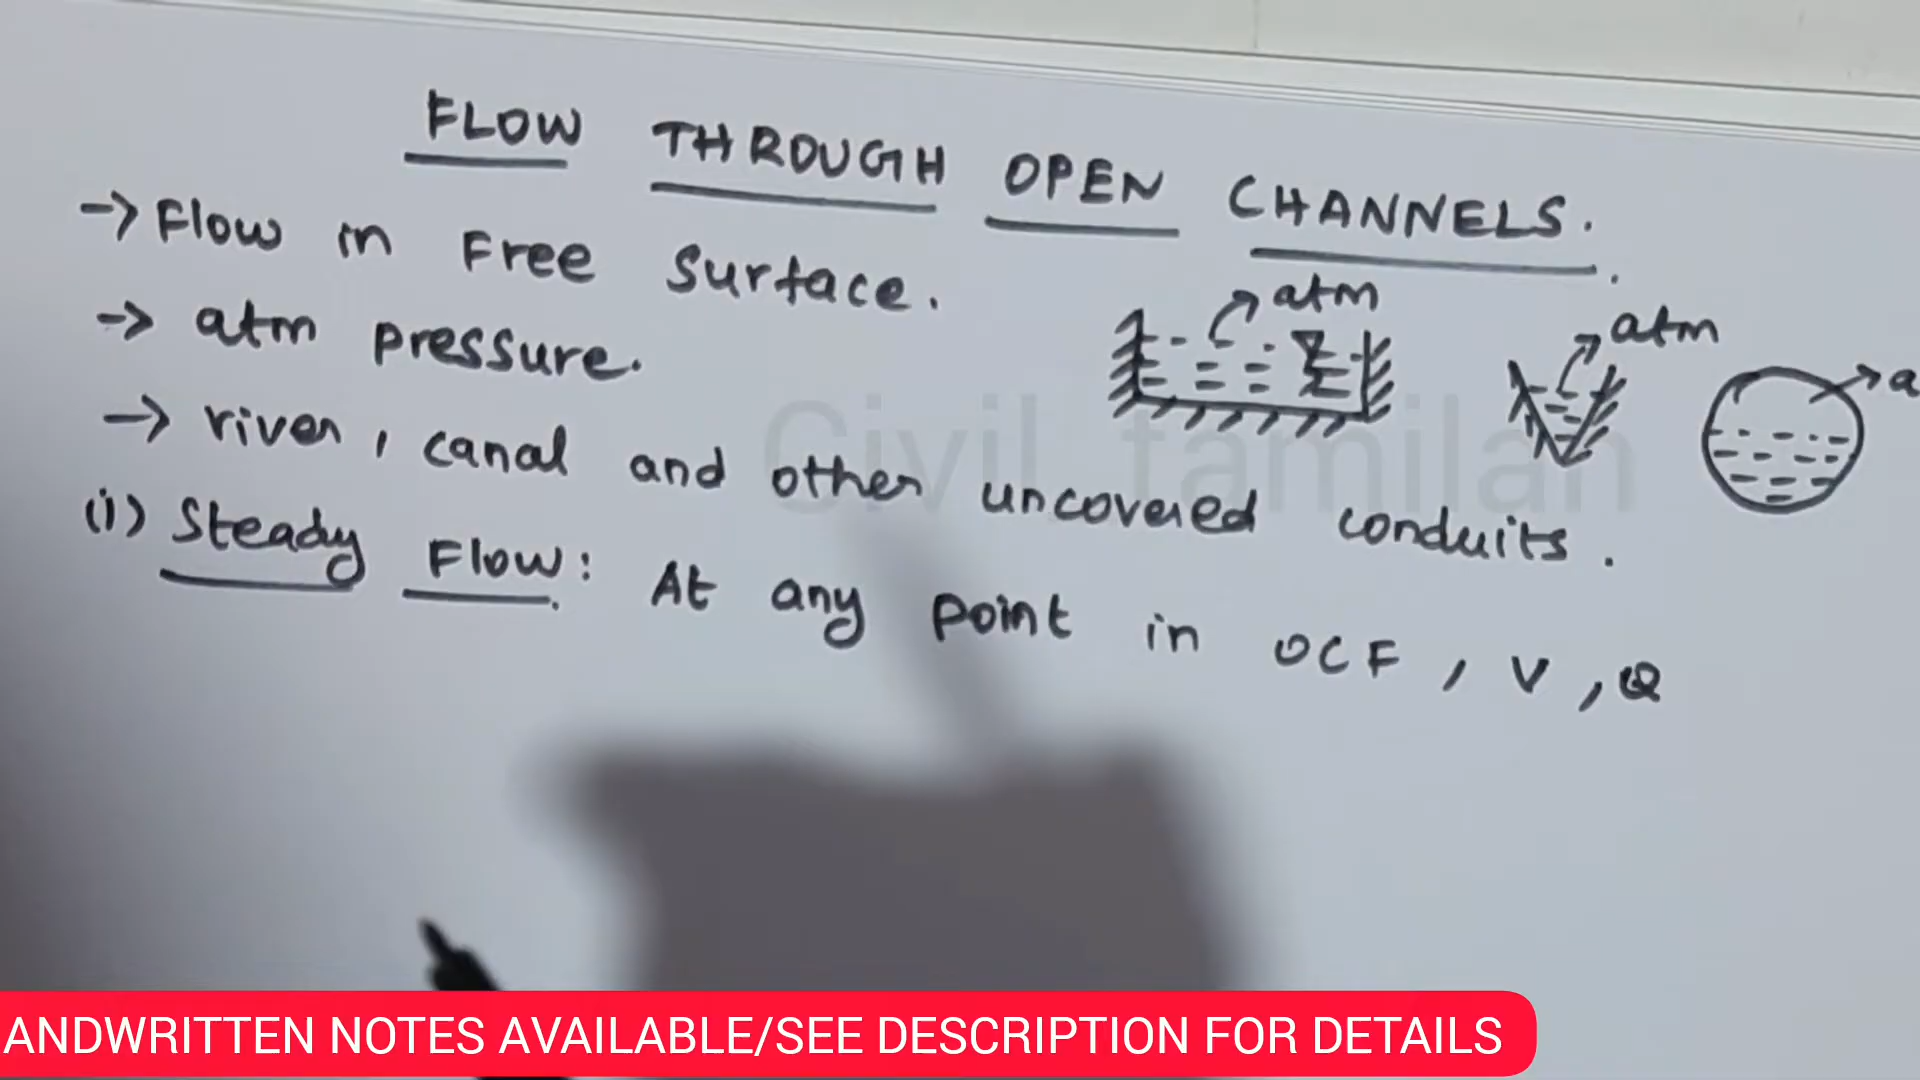 FLOW THROUGH OPEN CHANNELS.
→ Flow in Free surface.
→ atm pressure.
atm
atm
a
→ river, canal and other uncovered conduits.
Civil tamilan
(i) Steady Flow: At any point in OCF, V, Q
ANDWRITTEN NOTES AVAILABLE/SEE DESCRIPTION FOR DETAILS